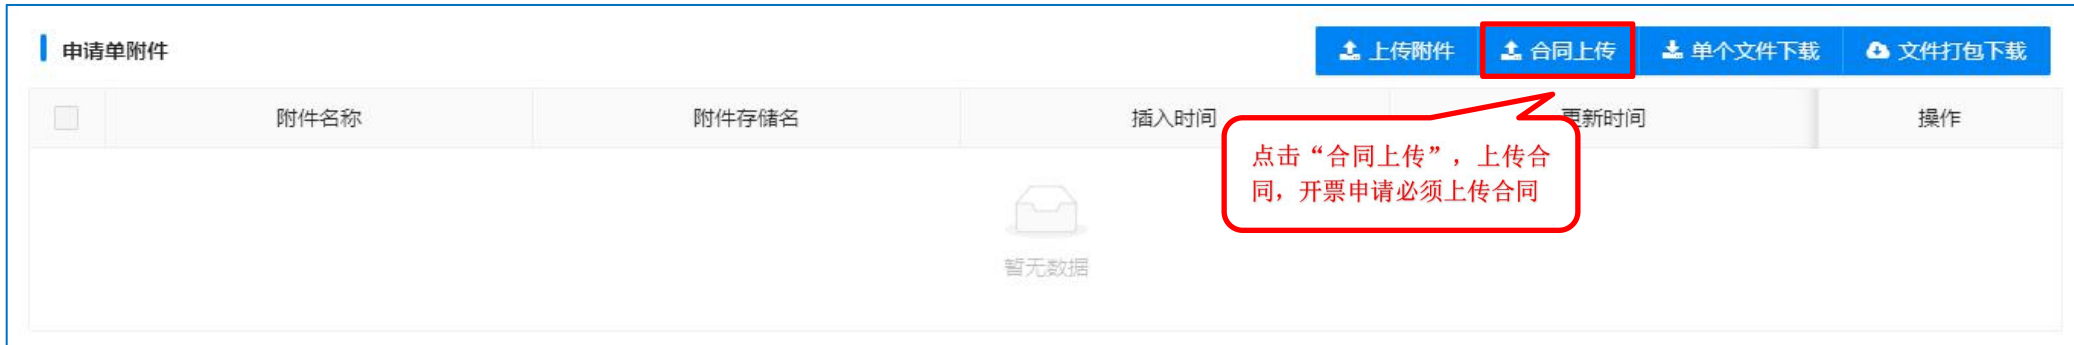 申请单附件
上传附件 合同上传 单个文件下载 文件打包下载
附件名称 附件存储名 插入时间 更新时间 操作
点击“合同上传”，上传合
同，开票申请必须上传合同
暂无数据